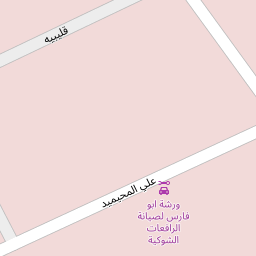 قليبيه
علي المحيميد
ورشة ابو
فارس لصيانة
الرافعات
الشوكية